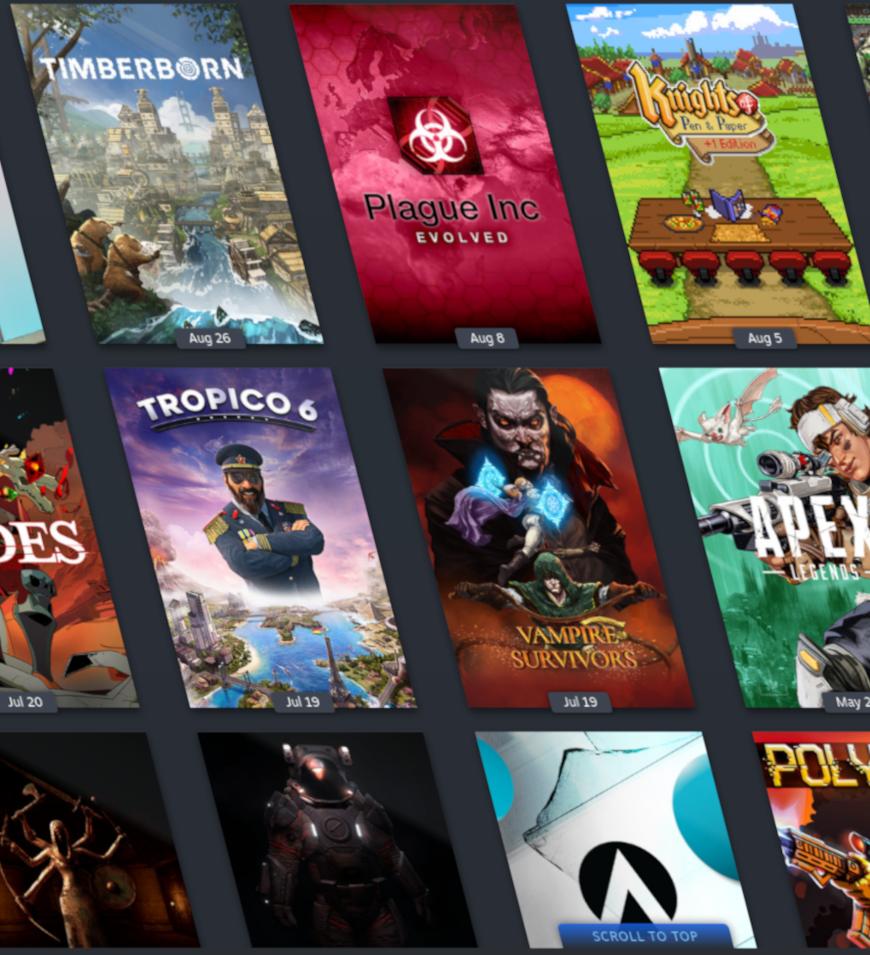 TIMBERBORN
Plague Inc
EVOLVED
Knights of
Pen & Paper
+1 Edition
Aug 26
Aug 8
Aug 5
DES
TROPICO 6
VAMPIRE
SURVIVORS
APEX
LEGENDS
Jul 20
Jul 19
Jul 19
May 2
POLY
SCROLL TO TOP